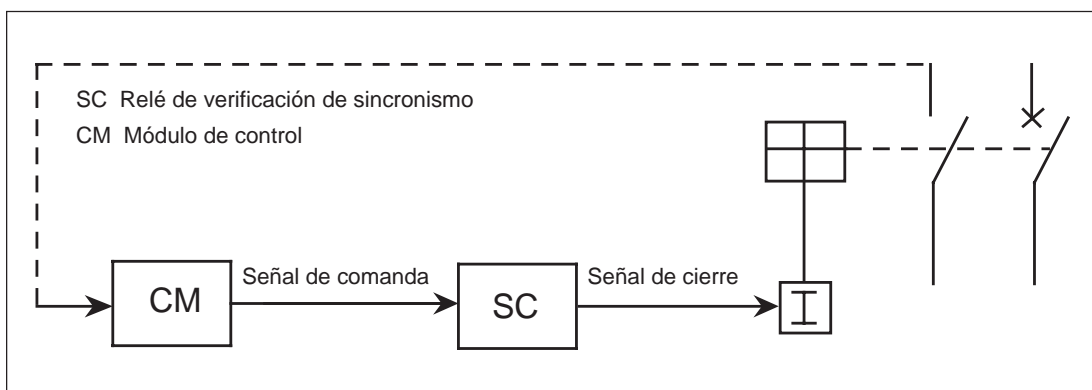 SC Relé de verificación de sincronismo
CM Módulo de control
CM
Señal de comanda
SC
Señal de cierre
I